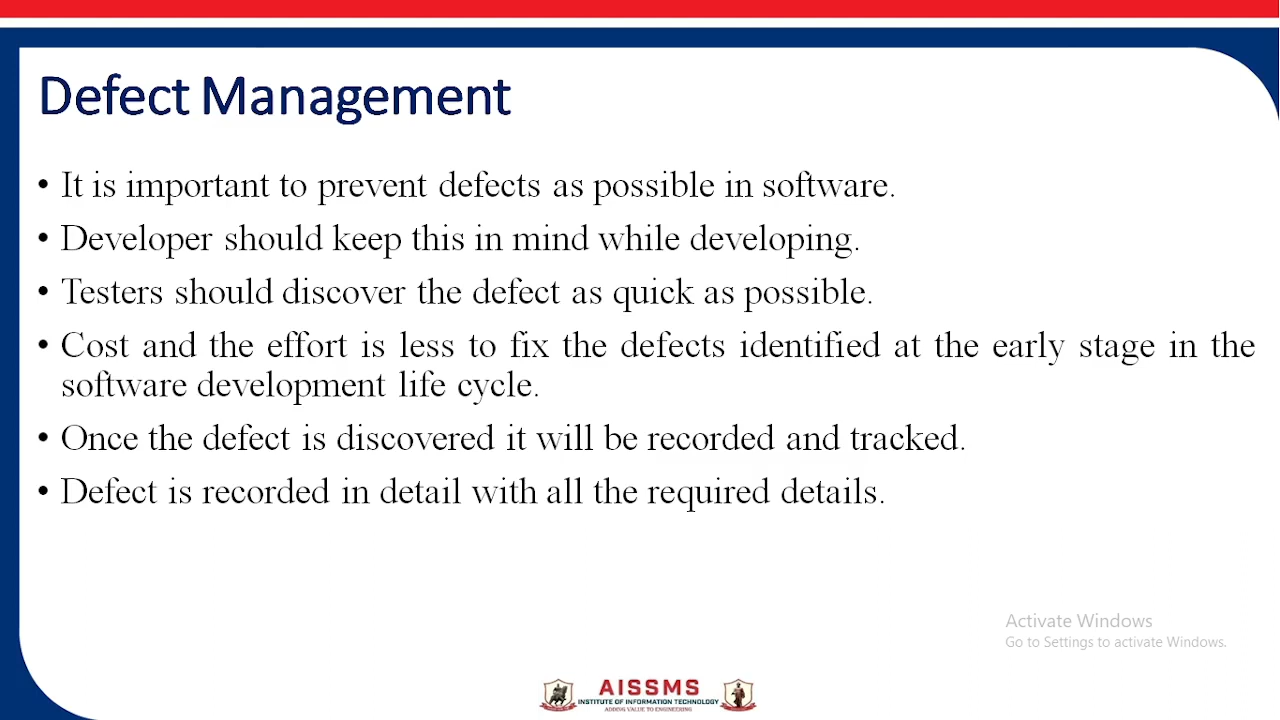 Defect Management
• It is important to prevent defects as possible in software.
• Developer should keep this in mind while developing.
• Testers should discover the defect as quick as possible.
• Cost and the effort is less to fix the defects identified at the early stage in the
software development life cycle.
• Once the defect is discovered it will be recorded and tracked.
• Defect is recorded in detail with all the required details.
Activate Windows
Go to Settings to activate Windows.
AISSMS
INSTITUTE OF INFORMATION TECHNOLOGY
ADDING VALUE TO ENGINEERING